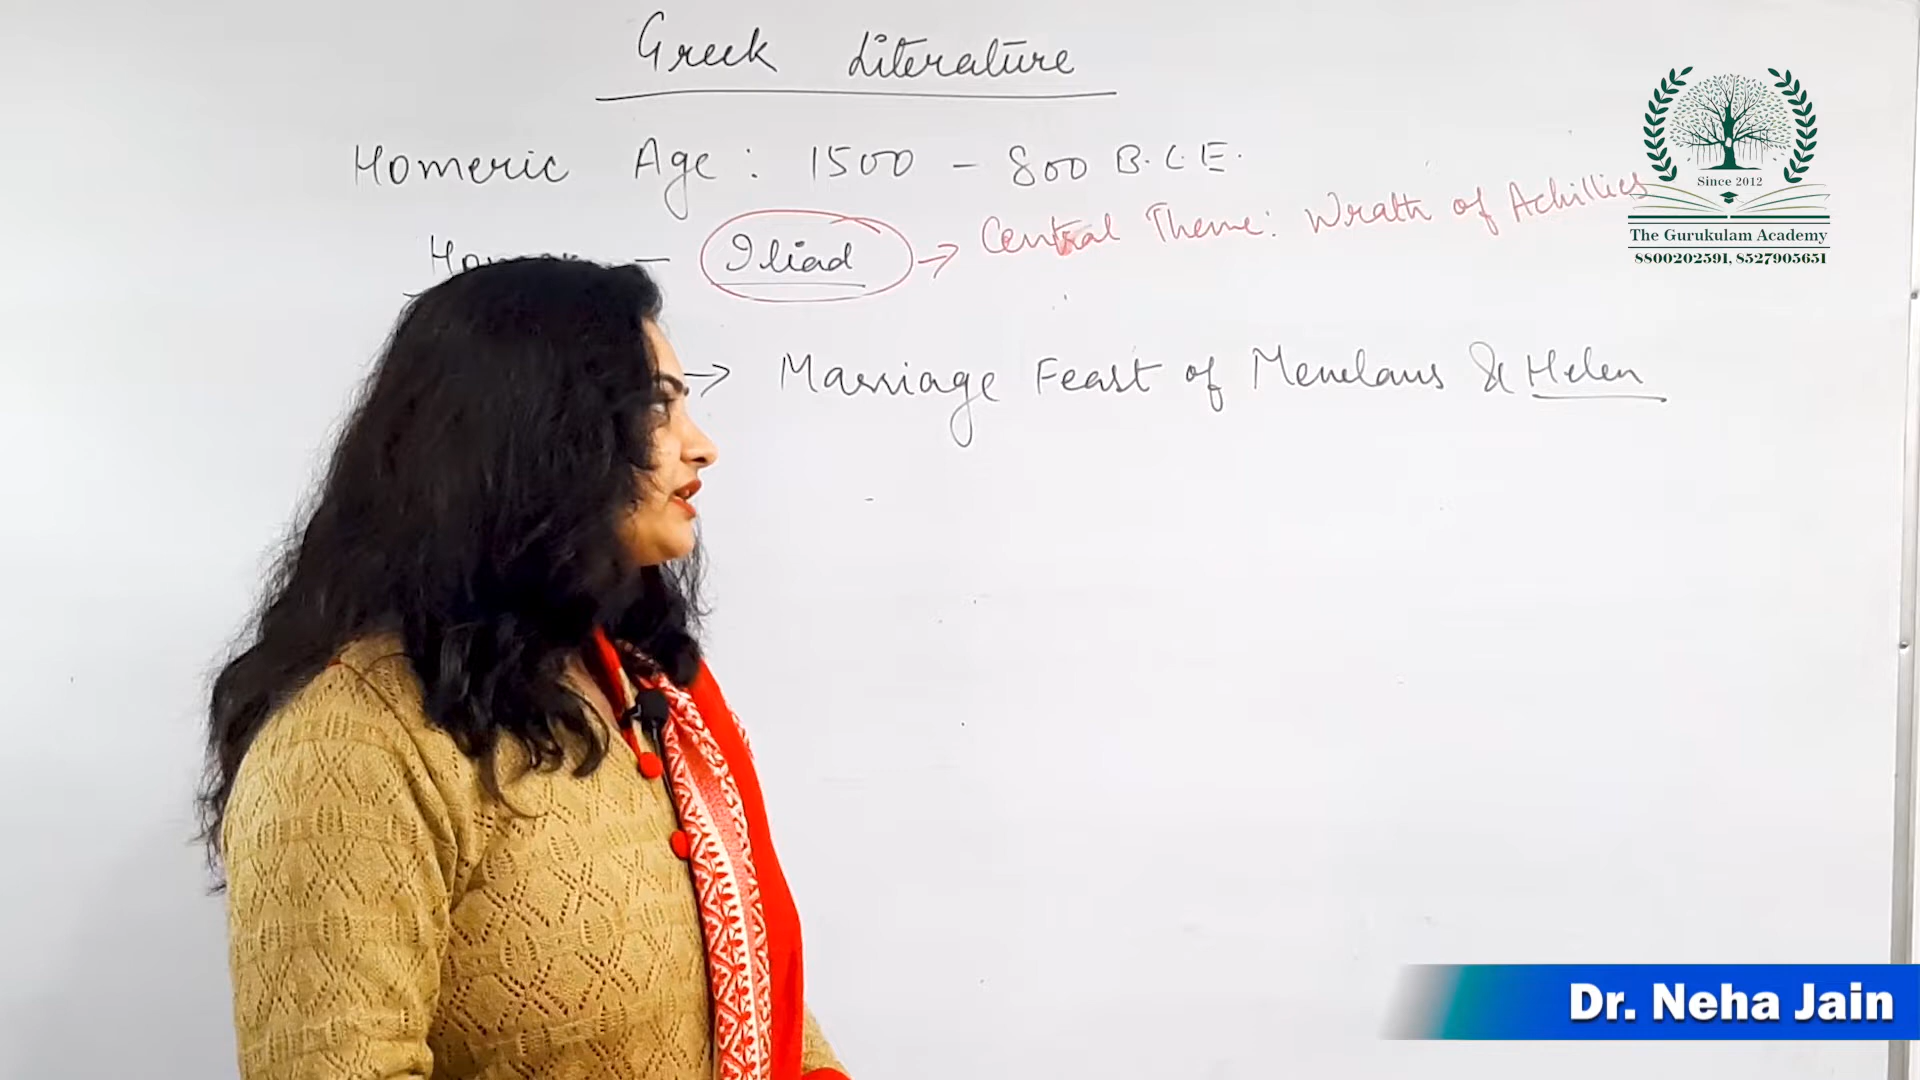 Greek Literature
Homeric Age: 1500 - 800 B.C.E.
Iliad → Central Theme: Wrath of Achillies
→ Marriage Feast of Menelaus & Helen
Since 2012
The Gurukulam Academy
8800202591, 8527905651
Dr. Neha Jain